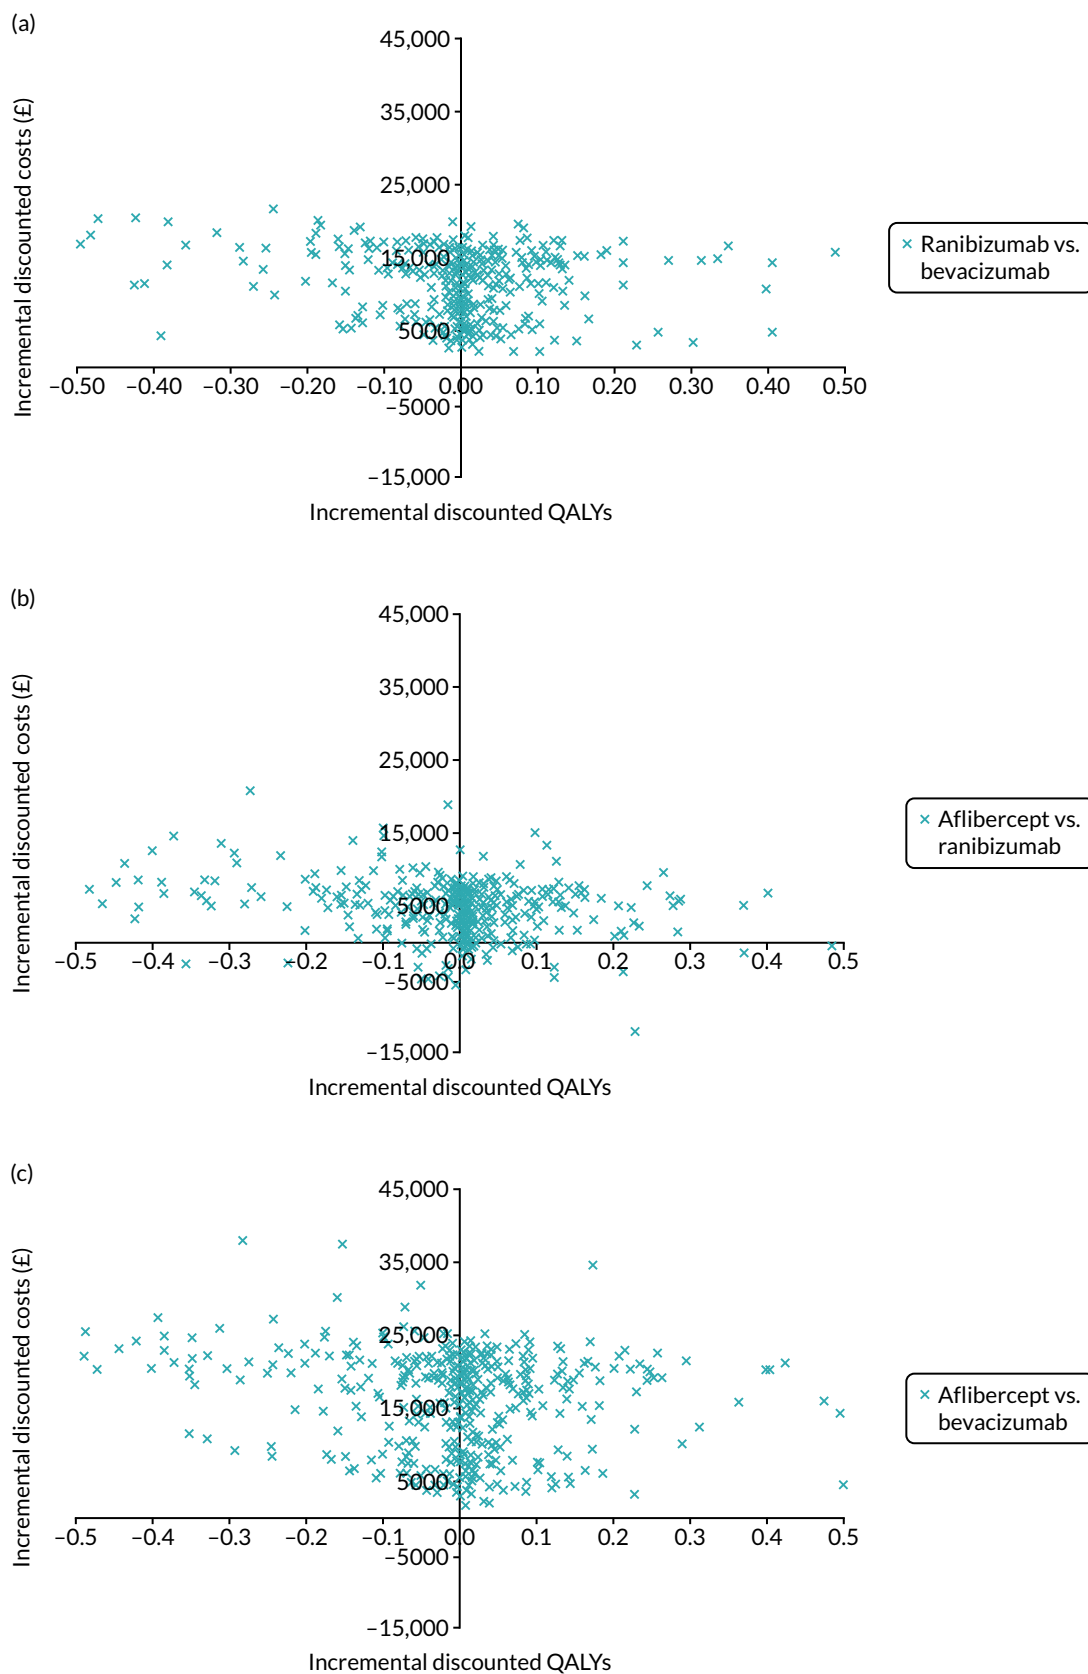 (a)
Incremental discounted costs (£)
45,000
35,000
25,000
15,000
5000
–5000
–15,000
–0.50 –0.40 –0.30 –0.20 –0.10 0.00 0.10 0.20 0.30 0.40 0.50
Incremental discounted QALYs
Ranibizumab vs.
bevacizumab
(b)
Incremental discounted costs (£)
45,000
35,000
25,000
15,000
5000
–5000
–15,000
–0.5 –0.4 –0.3 –0.2 –0.1 0.0 0.1 0.2 0.3 0.4 0.5
Incremental discounted QALYs
Aflibercept vs.
ranibizumab
(c)
Incremental discounted costs (£)
45,000
35,000
25,000
15,000
5000
–5000
–15,000
–0.5 –0.4 –0.3 –0.2 –0.1 0.0 0.1 0.2 0.3 0.4 0.5
Incremental discounted QALYs
Aflibercept vs.
bevacizumab